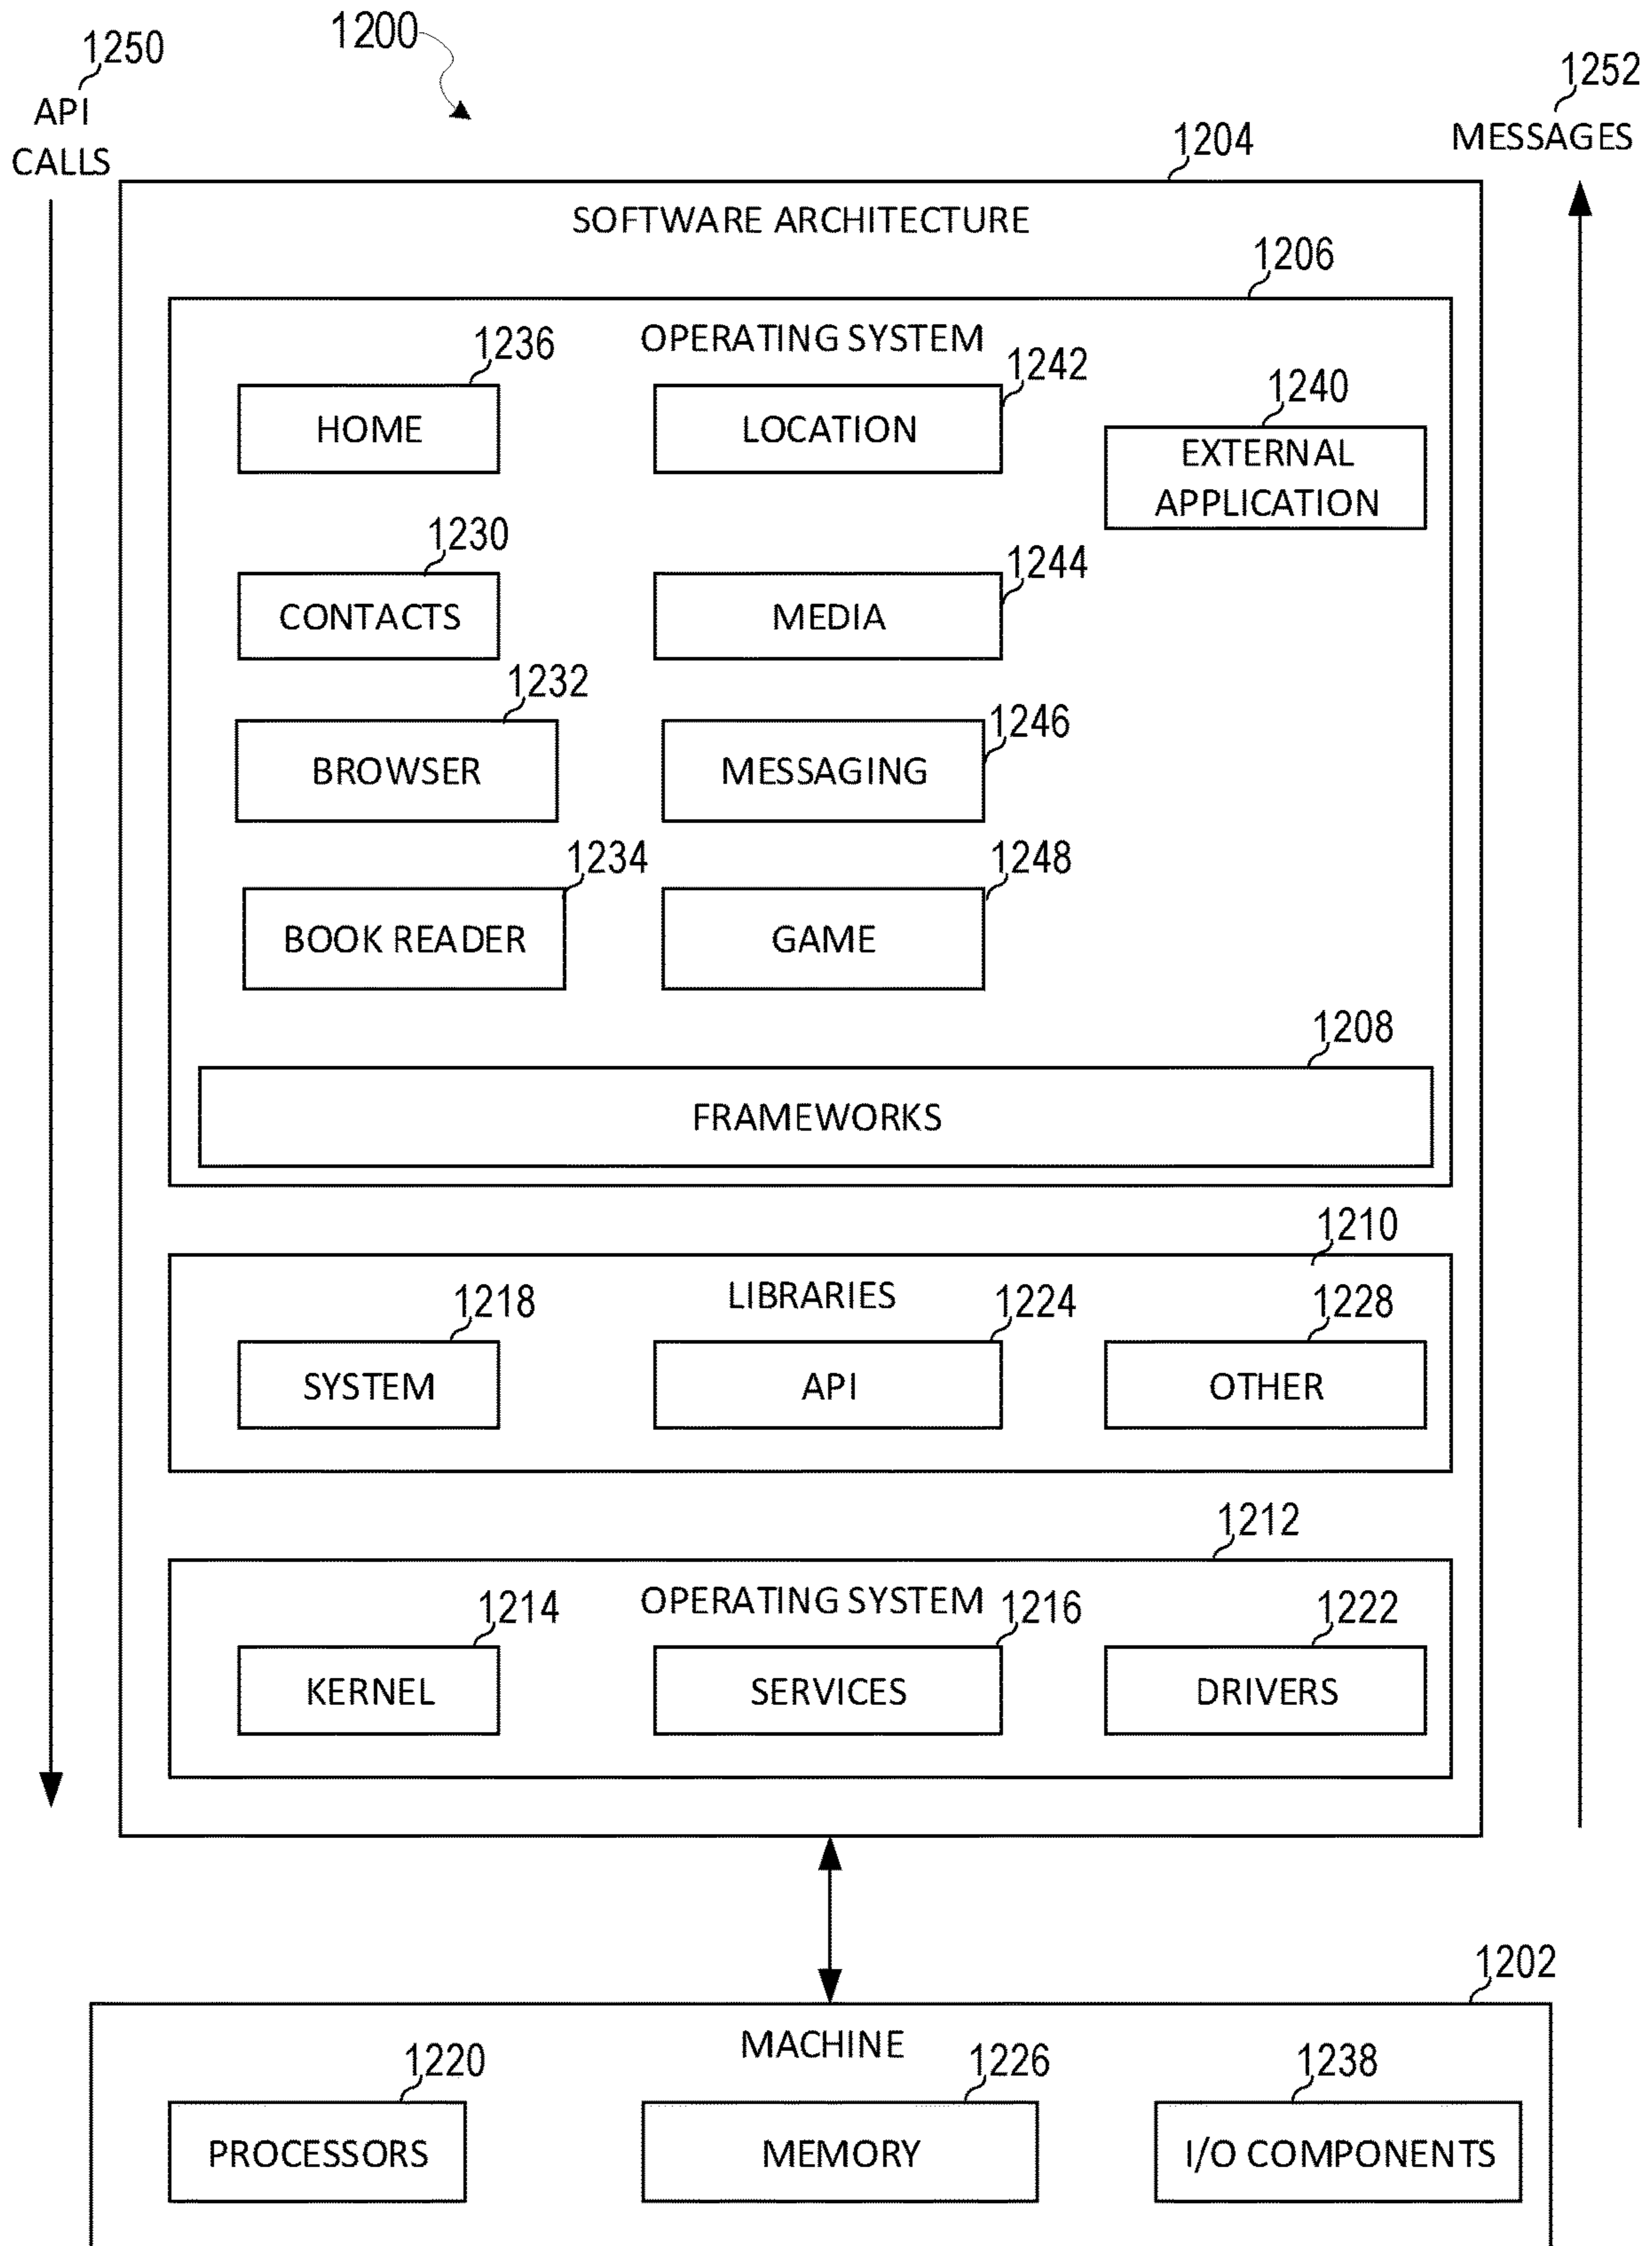 1250
API
CALLS
1200
1252
MESSAGES
1204
SOFTWARE ARCHITECTURE
1206
OPERATING SYSTEM
1236
HOME
1242
LOCATION
1240
EXTERNAL
APPLICATION
1230
CONTACTS
1244
MEDIA
1232
BROWSER
1246
MESSAGING
1234
BOOK READER
1248
GAME
1208
FRAMEWORKS
1210
LIBRARIES
1218
SYSTEM
1224
API
1228
OTHER
1212
OPERATING SYSTEM
1214
KERNEL
1216
SERVICES
1222
DRIVERS
1202
MACHINE
1220
PROCESSORS
1226
MEMORY
1238
I/O COMPONENTS